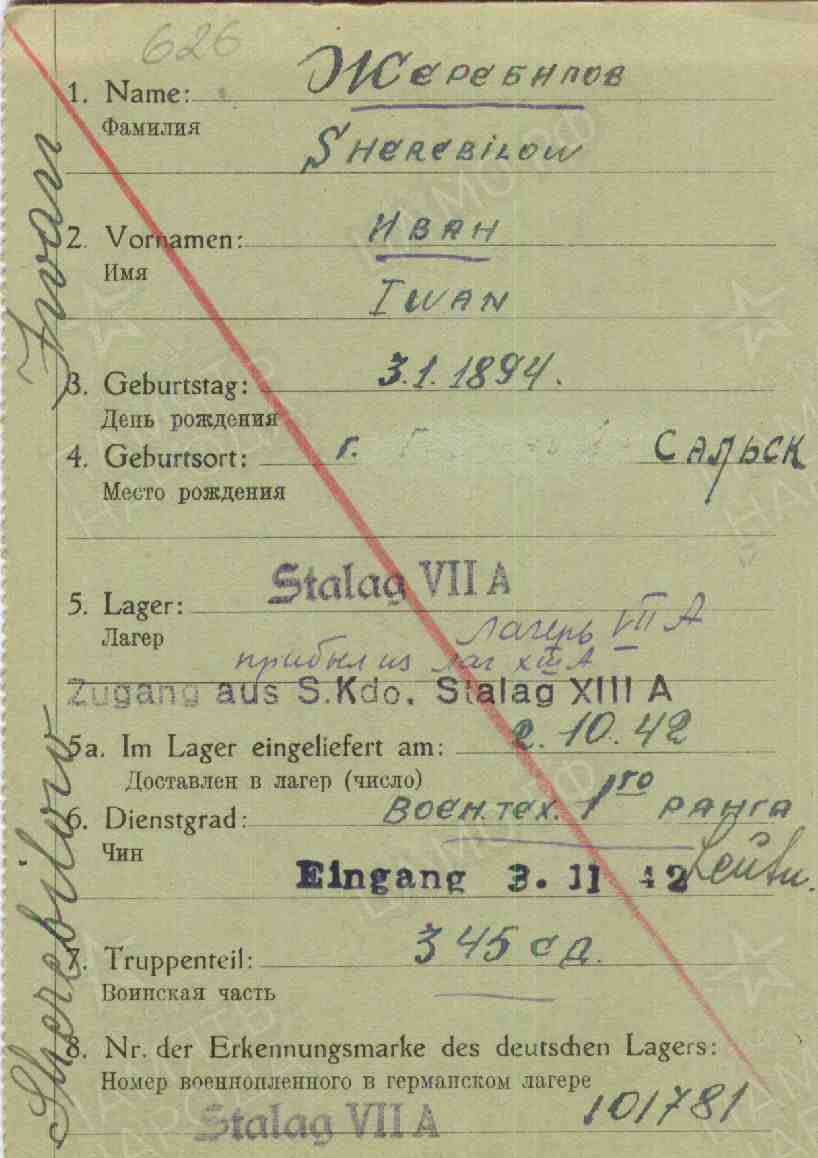 626
1. Name: Жеребилов
Фамилия
Sherebilow
2. Vornamen: Иван
Имя
Iwan
3. Geburtstag: 3.1.1894.
День рождения
4. Geburtsort: г. Сальск
Место рождения
Stalag VII A
5. Lager: лагерь VII A
Лагер
прибыл из лаг XIII A
Zugang aus S.Kdo. Stalag XIII A
5a. Im Lager eingeliefert am: 2.10.42
Доставлен в лагер (число)
6. Dienstgrad: Воен.тех. 1го ранга
Чин
Eingang 3. 11 42 Leutn.
7. Truppenteil: 345 сд.
Воинская часть
8. Nr. der Erkennungsmarke des deutschen Lagers:
Номер военнопленного в германском лагере
101781
Stalag VII A
Sherebilow Iwan